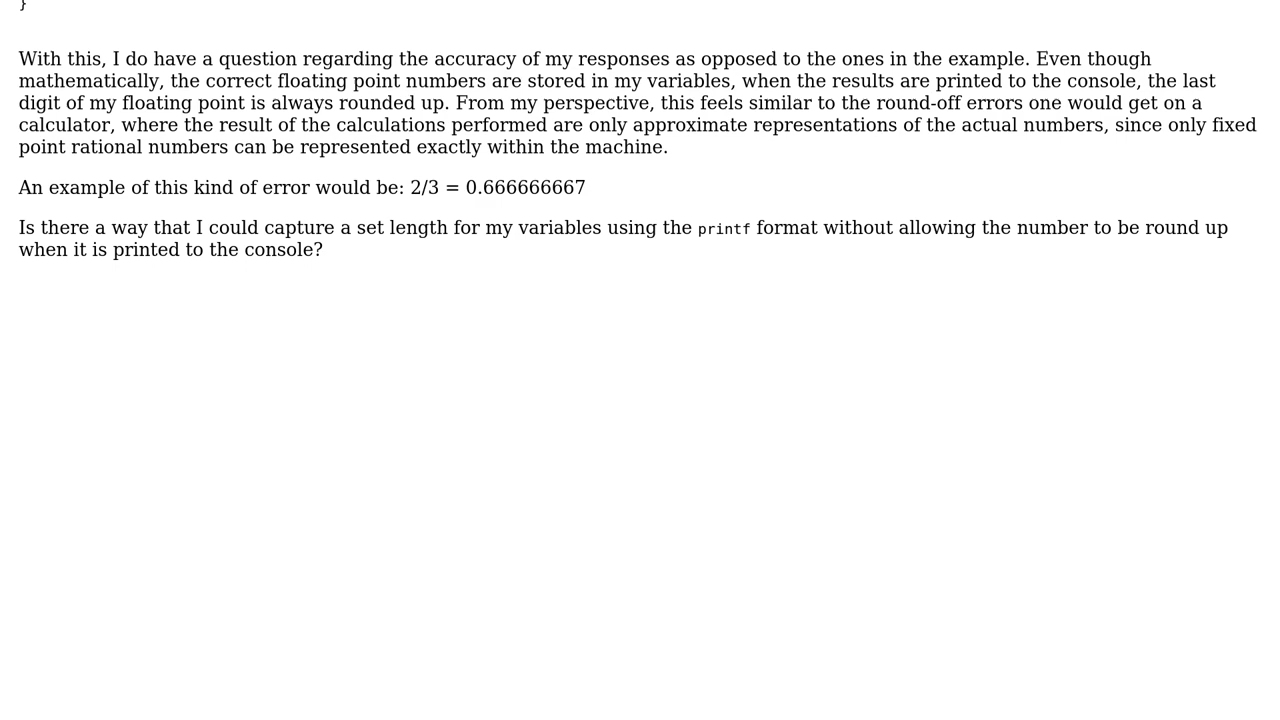 }
With this, I do have a question regarding the accuracy of my responses as opposed to the ones in the example. Even though
mathematically, the correct floating point numbers are stored in my variables, when the results are printed to the console, the last
digit of my floating point is always rounded up. From my perspective, this feels similar to the round-off errors one would get on a
calculator, where the result of the calculations performed are only approximate representations of the actual numbers, since only fixed
point rational numbers can be represented exactly within the machine.
An example of this kind of error would be: 2/3 = 0.666666667
Is there a way that I could capture a set length for my variables using the printf format without allowing the number to be round up
when it is printed to the console?